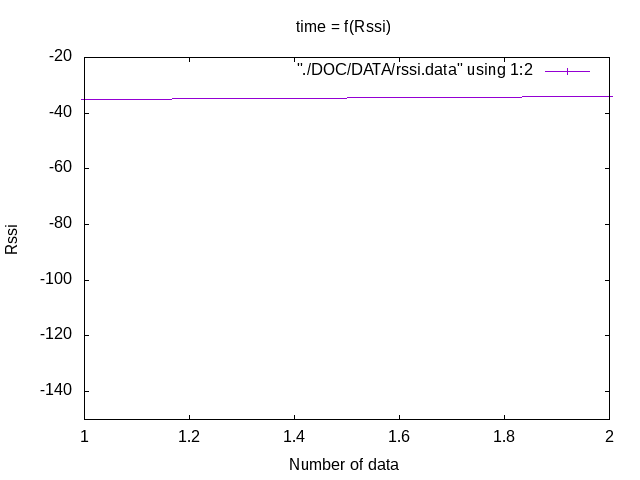 time = f(Rssi)
"./DOC/DATA/rssi.data" using 1:2
-20
-40
-60
-80
-100
-120
-140
Rssi
1 1.2 1.4 1.6 1.8 2
Number of data